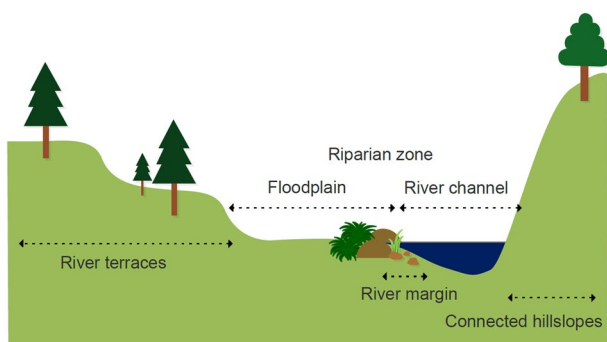 Riparian zone
Floodplain
River channel
River terraces
River margin
Connected hillslopes